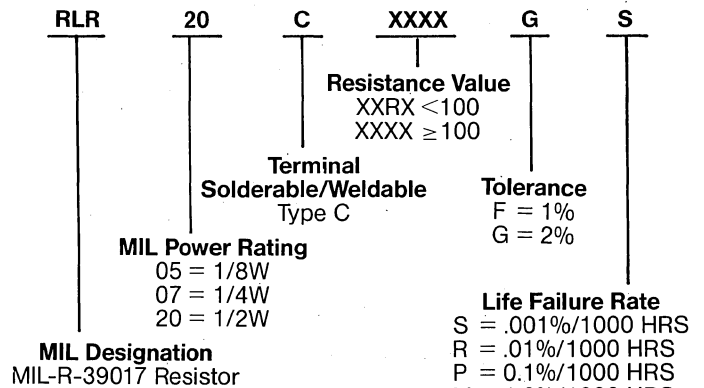 RLR 20 C XXXX G S
Resistance Value
XXRX <100
XXXX ≥100
Terminal
Solderable/Weldable
Type C
Tolerance
F = 1%
G = 2%
MIL Power Rating
05 = 1/8W
07 = 1/4W
20 = 1/2W
Life Failure Rate
S = .001%/1000 HRS
R = .01%/1000 HRS
P = 0.1%/1000 HRS
MIL Designation
MIL-R-39017 Resistor